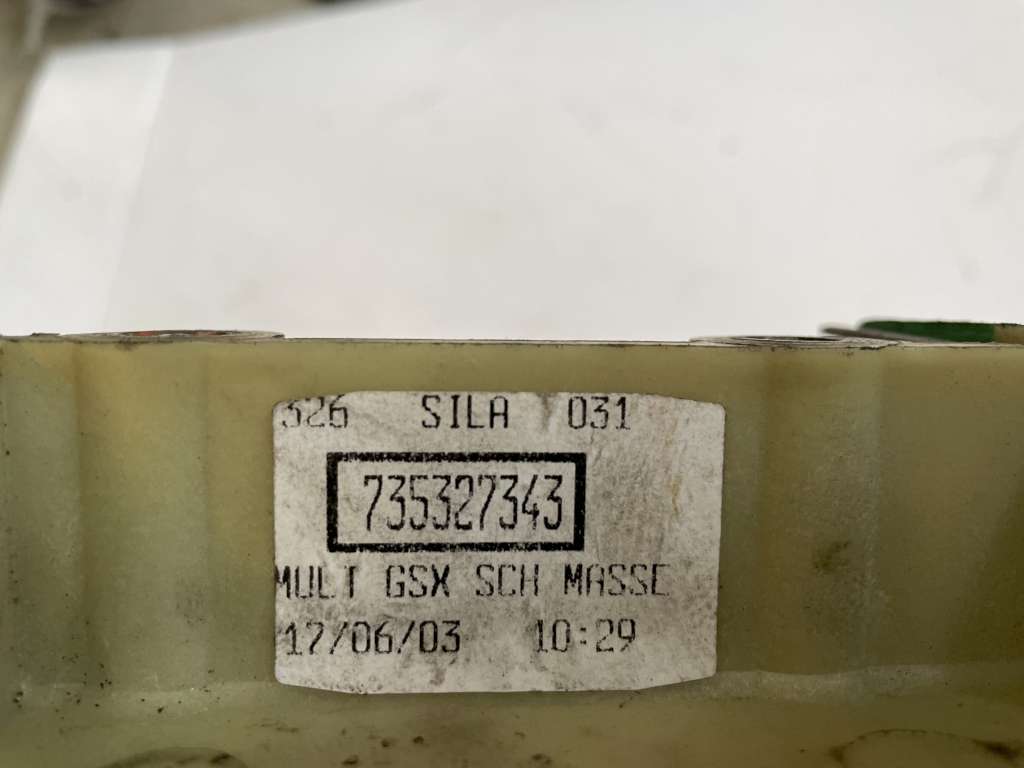 326 SILA 031
735327343
MULT GSX SCH MASSE
17/06/03 10:29